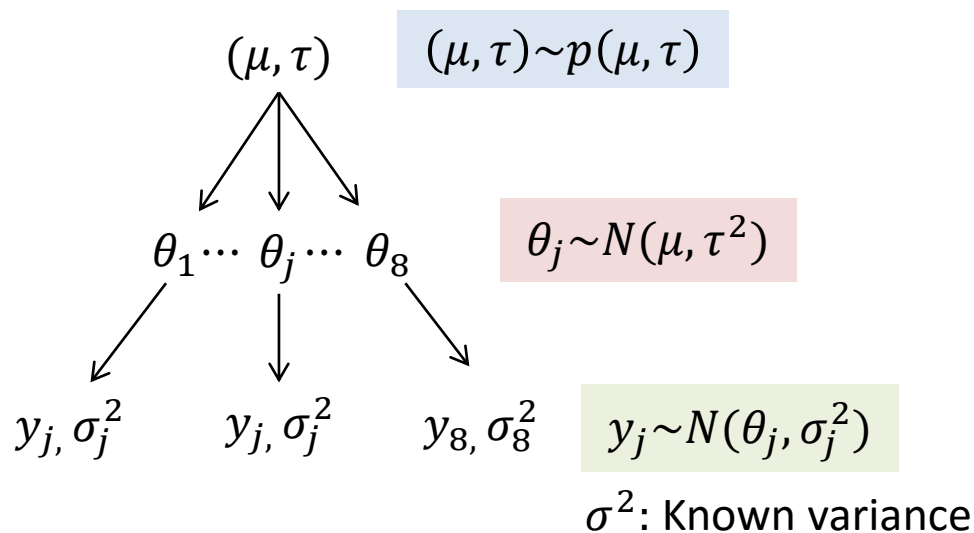 (μ, τ) (μ, τ)~p(μ, τ)
θ₁ ⋯ θⱼ ⋯ θ₈ θⱼ~N(μ, τ²)
yⱼ, σⱼ² yⱼ, σⱼ² y₈, σ₈² yⱼ~N(θⱼ, σⱼ²)
σ²: Known variance